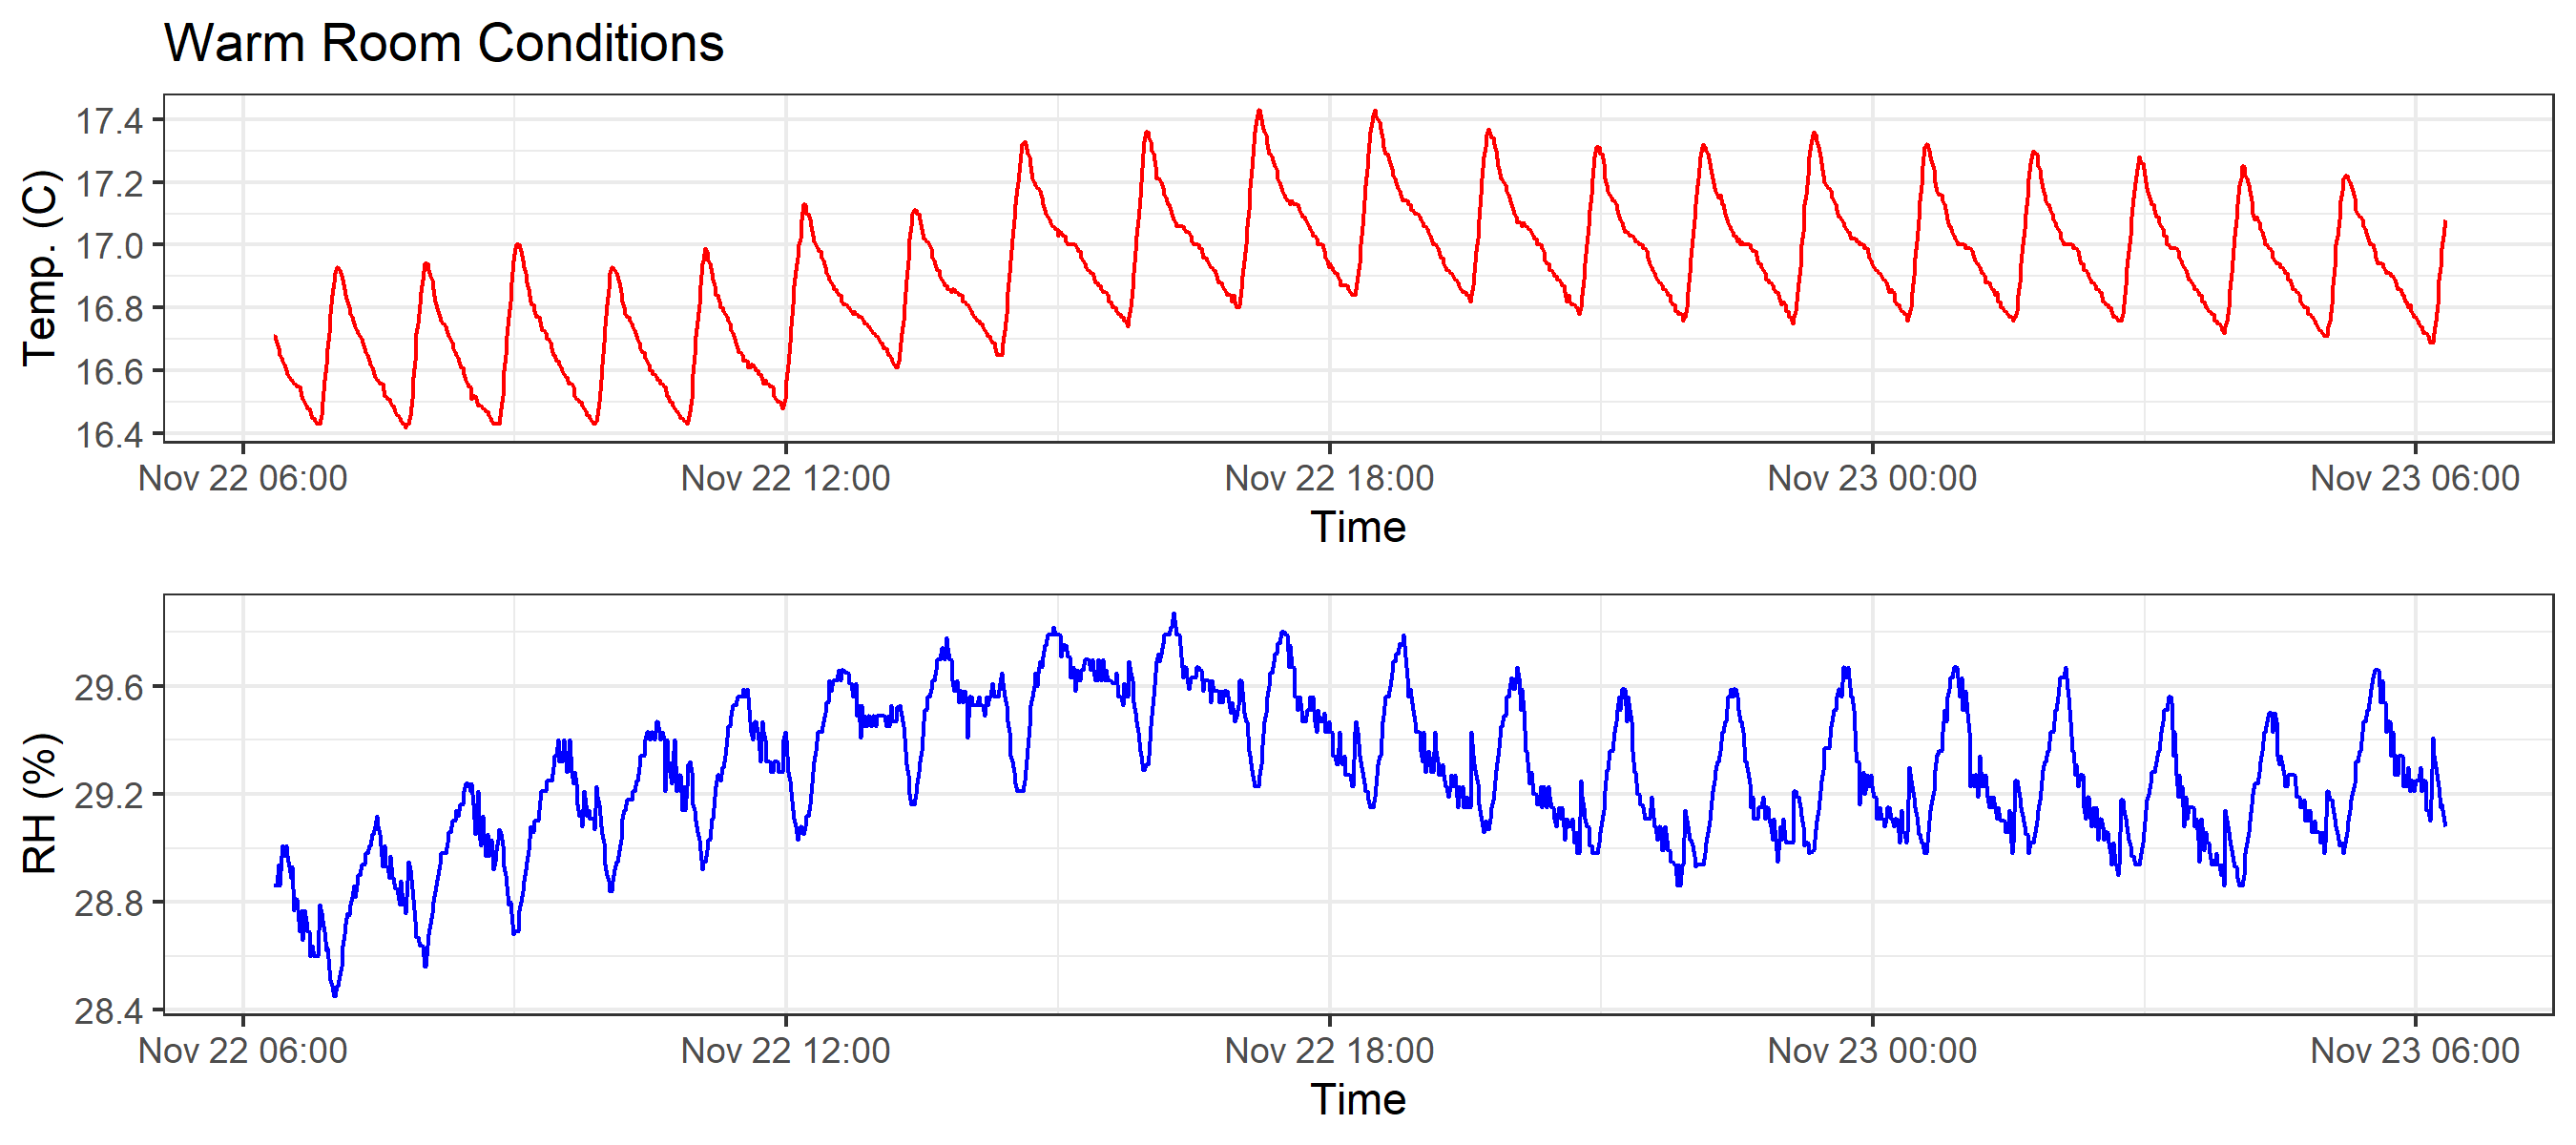 Warm Room Conditions
Temp. (C)
17.4
17.2
17.0
16.8
16.6
16.4
Nov 22 06:00 Nov 22 12:00 Nov 22 18:00 Nov 23 00:00 Nov 23 06:00
Time
RH (%)
29.6
29.2
28.8
28.4
Nov 22 06:00 Nov 22 12:00 Nov 22 18:00 Nov 23 00:00 Nov 23 06:00
Time